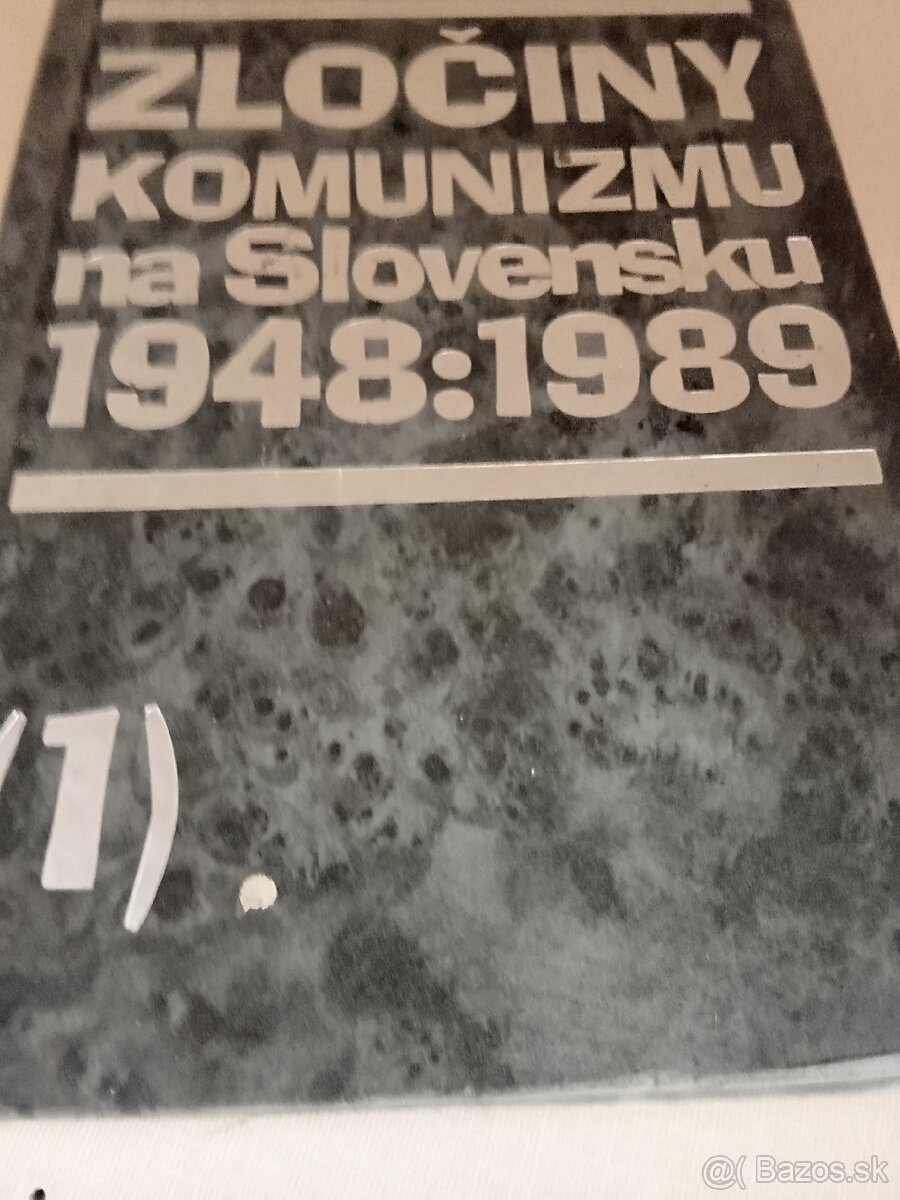 ZLOČINY
KOMUNIZMU
na Slovensku
1948:1989
(1).
@( Bazos.sk